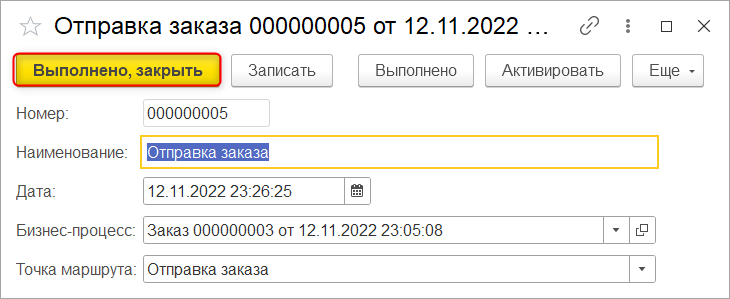 Отправка заказа 000000005 от 12.11.2022 ...
Выполнено, закрыть Записать Выполнено Активировать Еще
Номер: 000000005
Наименование: Отправка заказа
Дата: 12.11.2022 23:26:25
Бизнес-процесс: Заказ 000000003 от 12.11.2022 23:05:08
Точка маршрута: Отправка заказа